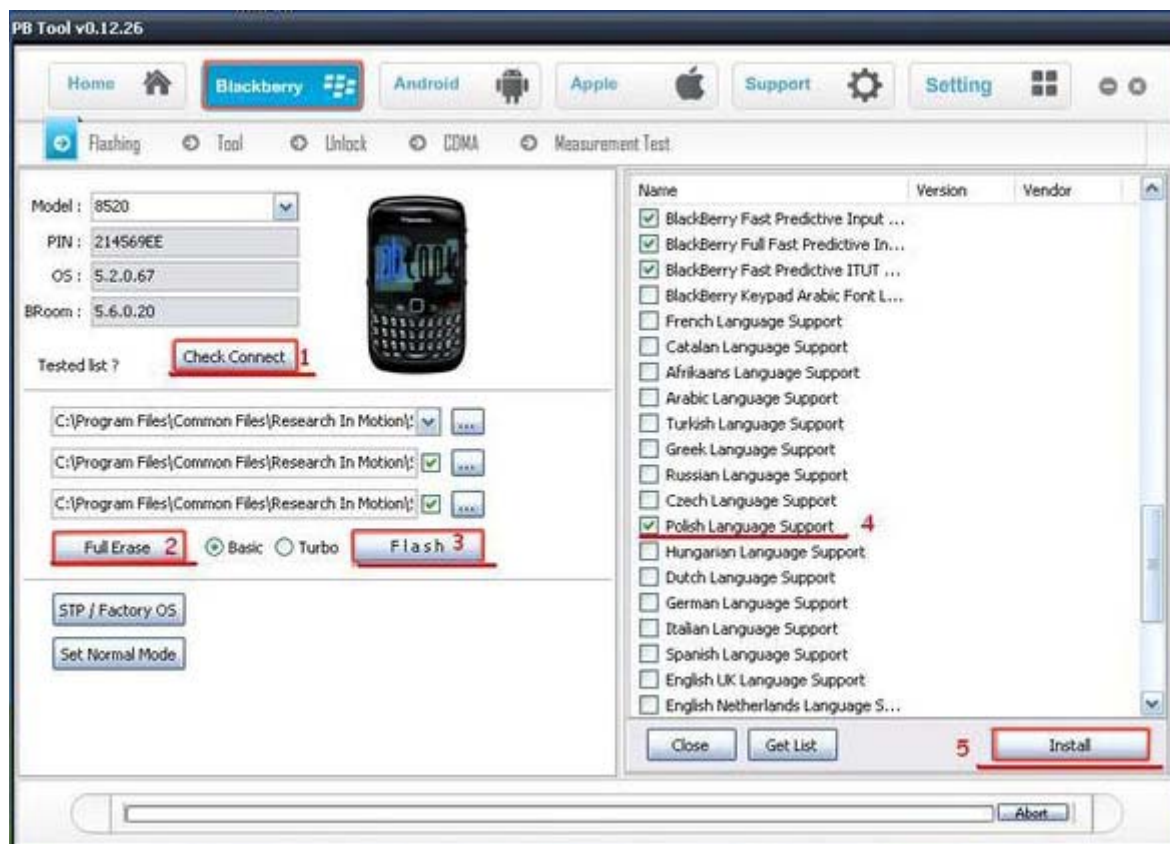 PB Tool v0.12.26
Home
Blackberry
Android
Apple
Support
Setting
Flashing
Tool
Unlock
CDMA
Measurement Test
Model : 8520
PIN : 214569EE
OS : 5.2.0.67
BRoom : 5.6.0.20
Tested list ?
Check Connect 1
C:\Program Files\Common Files\Research In Motion\
...
C:\Program Files\Common Files\Research In Motion\
...
C:\Program Files\Common Files\Research In Motion\
...
Full Erase 2
Basic
Turbo
Flash 3
STP / Factory OS
Set Normal Mode
Name Version Vendor
BlackBerry Fast Predictive Input ...
BlackBerry Full Fast Predictive In...
BlackBerry Fast Predictive ITUT ...
BlackBerry Keypad Arabic Font L...
French Language Support
Catalan Language Support
Afrikaans Language Support
Arabic Language Support
Turkish Language Support
Greek Language Support
Russian Language Support
Czech Language Support
Polish Language Support 4
Hungarian Language Support
Dutch Language Support
German Language Support
Italian Language Support
Spanish Language Support
English UK Language Support
English Netherlands Language S...
Close
Get List
5 Install
Abort